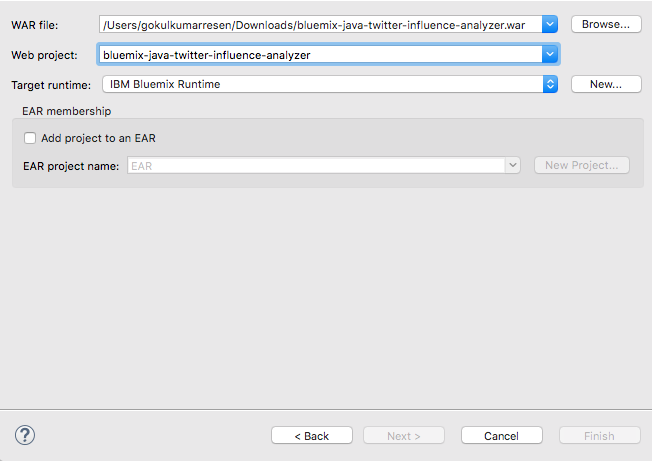 WAR file: /Users/gokulkumarresen/Downloads/bluemix-java-twitter-influence-analyzer.war Browse...
Web project: bluemix-java-twitter-influence-analyzer
Target runtime: IBM Bluemix Runtime New...
EAR membership
Add project to an EAR
EAR project name: EAR New Project...
? < Back Next > Cancel Finish